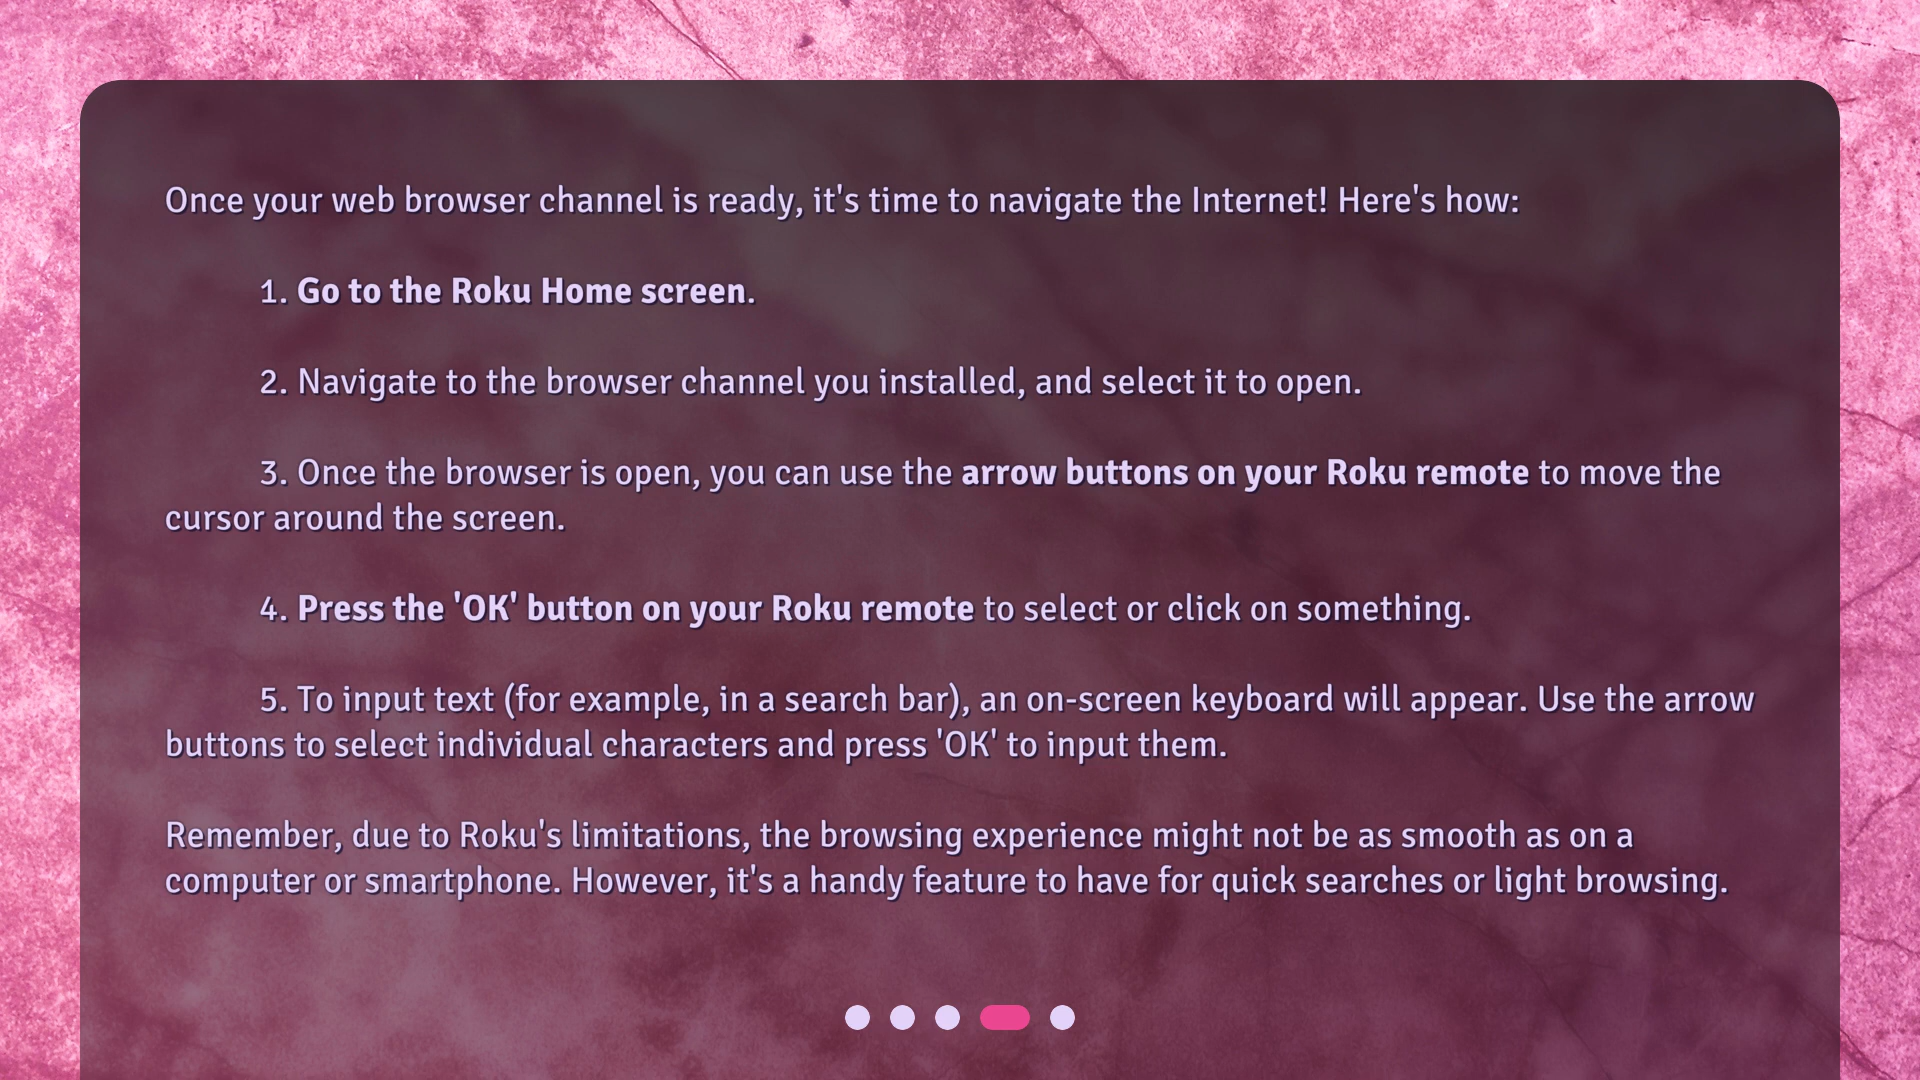 Once your web browser channel is ready, it's time to navigate the Internet! Here's how:
1. Go to the Roku Home screen.
2. Navigate to the browser channel you installed, and select it to open.
3. Once the browser is open, you can use the arrow buttons on your Roku remote to move the
cursor around the screen.
4. Press the 'OK' button on your Roku remote to select or click on something.
5. To input text (for example, in a search bar), an on-screen keyboard will appear. Use the arrow
buttons to select individual characters and press 'OK' to input them.
Remember, due to Roku's limitations, the browsing experience might not be as smooth as on a
computer or smartphone. However, it's a handy feature to have for quick searches or light browsing.